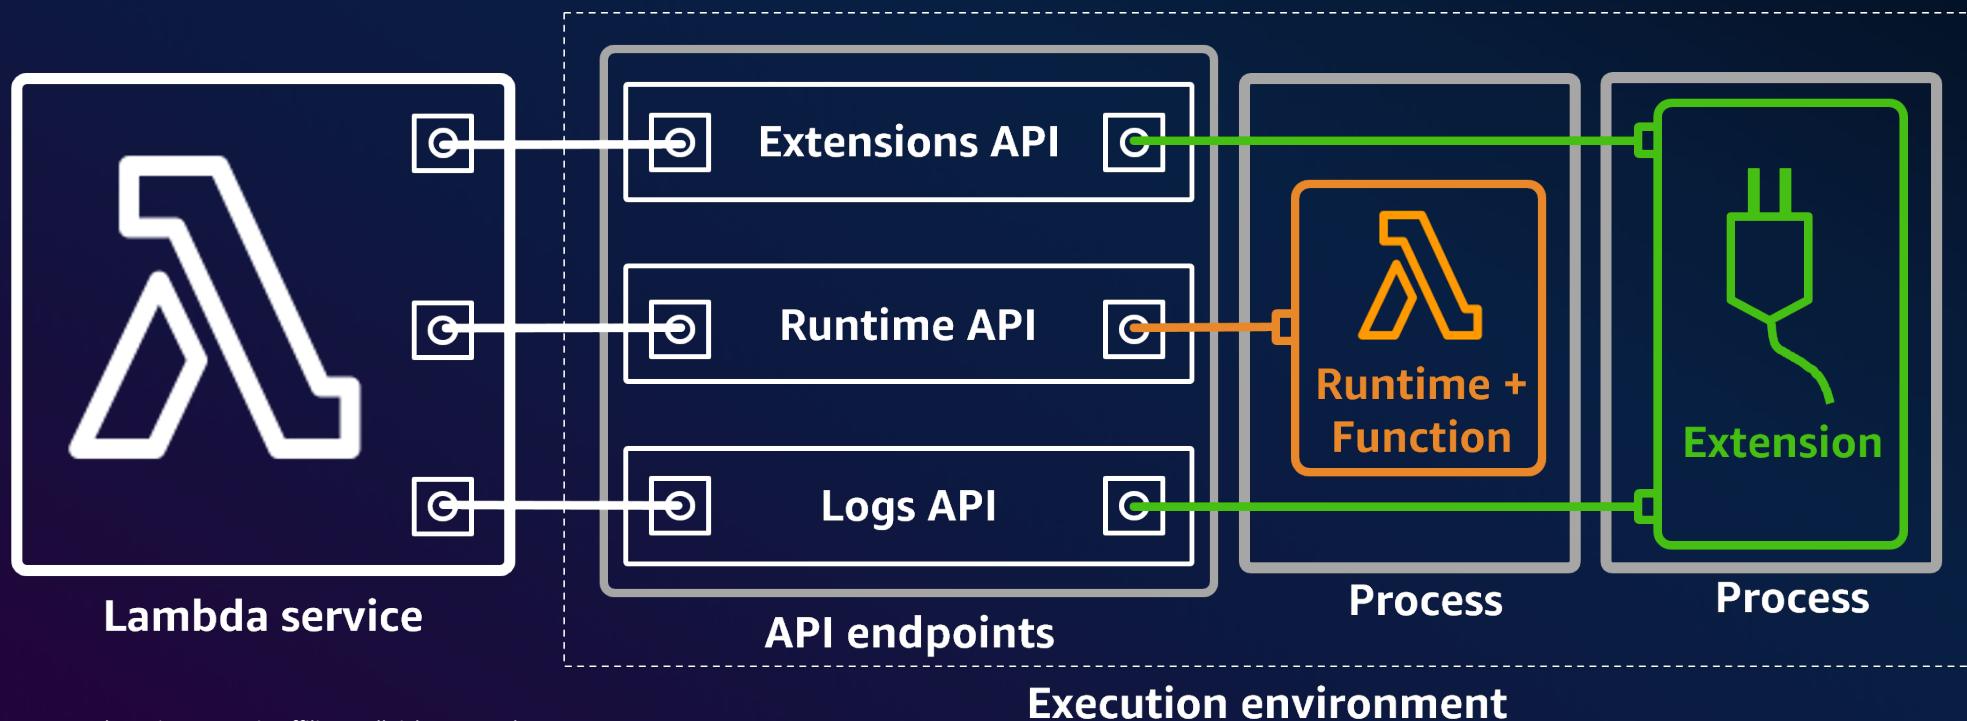 Extensions API
Runtime API
Logs API
Runtime +
Function
Extension
Lambda service
API endpoints
Process
Process
Execution environment